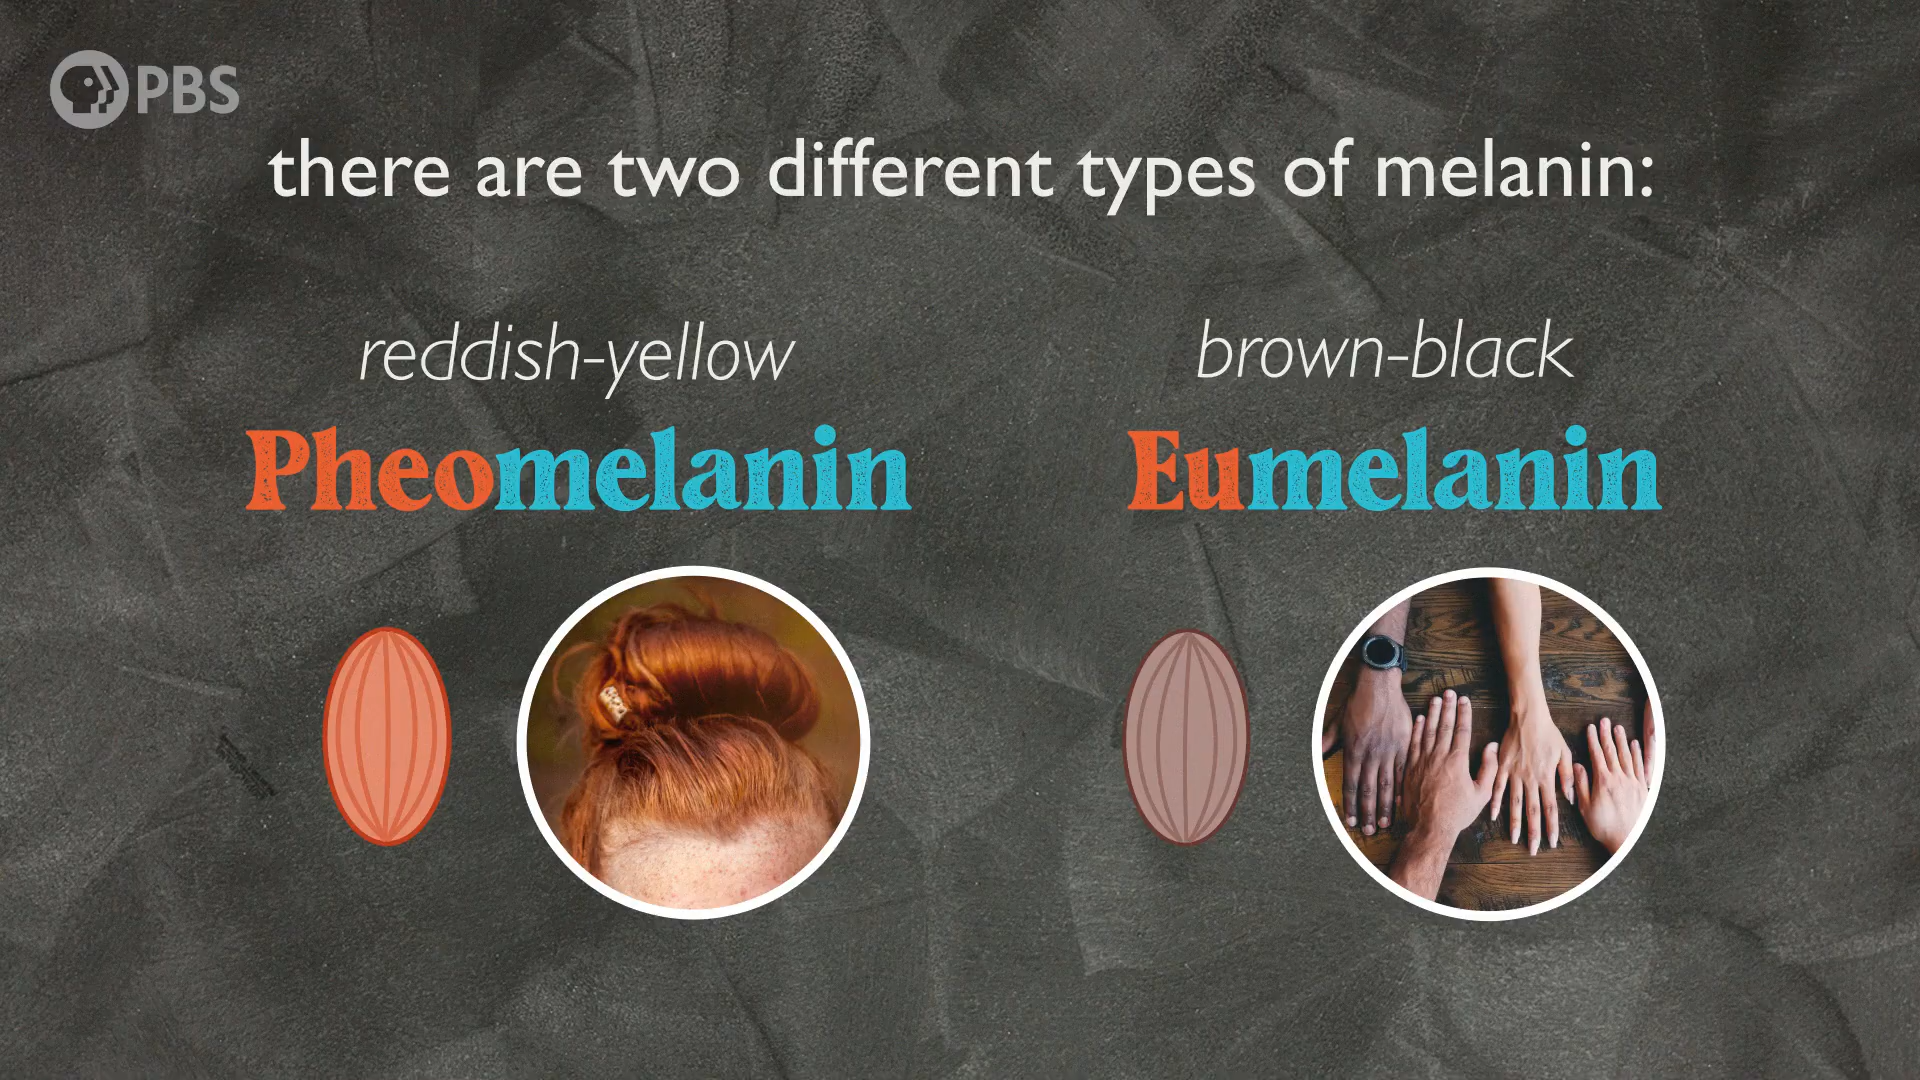 PBS
there are two different types of melanin:
reddish-yellow
Pheomelanin
brown-black
Eumelanin